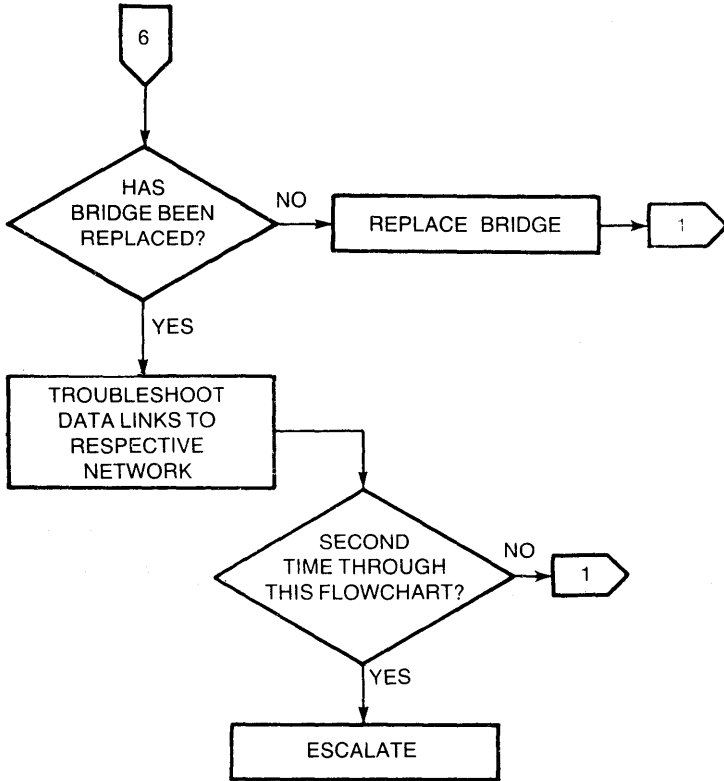 6
HAS
BRIDGE BEEN
REPLACED?
NO
REPLACE BRIDGE
1
YES
TROUBLESHOOT
DATA LINKS TO
RESPECTIVE
NETWORK
SECOND
TIME THROUGH
THIS FLOWCHART?
NO
1
YES
ESCALATE